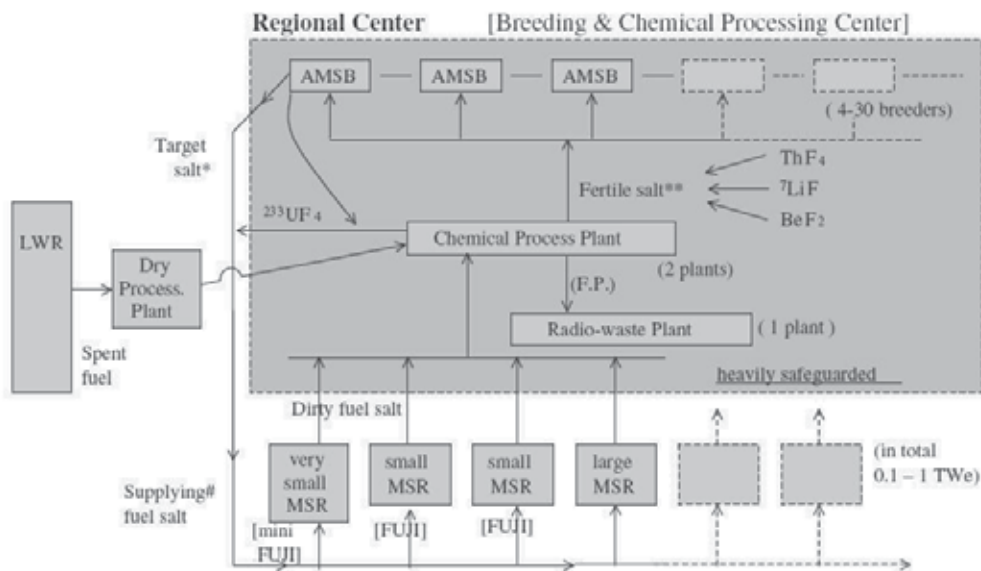 Regional Center [Breeding & Chemical Processing Center]
AMSB
AMSB
AMSB
( 4-30 breeders)
Target
salt*
Fertile salt**
ThF₄
⁷LiF
BeF₂
²³³UF₄
LWR
Chemical Process Plant
(2 plants)
Dry
Process.
Plant
(F.P.)
Radio-waste Plant
( 1 plant )
Spent
fuel
heavily safeguarded
Dirty fuel salt
very
small
MSR
small
MSR
small
MSR
large
MSR
(in total
0.1 – 1 TWe)
Supplying#
fuel salt
[mini
FUJI]
[FUJI]
[FUJI]